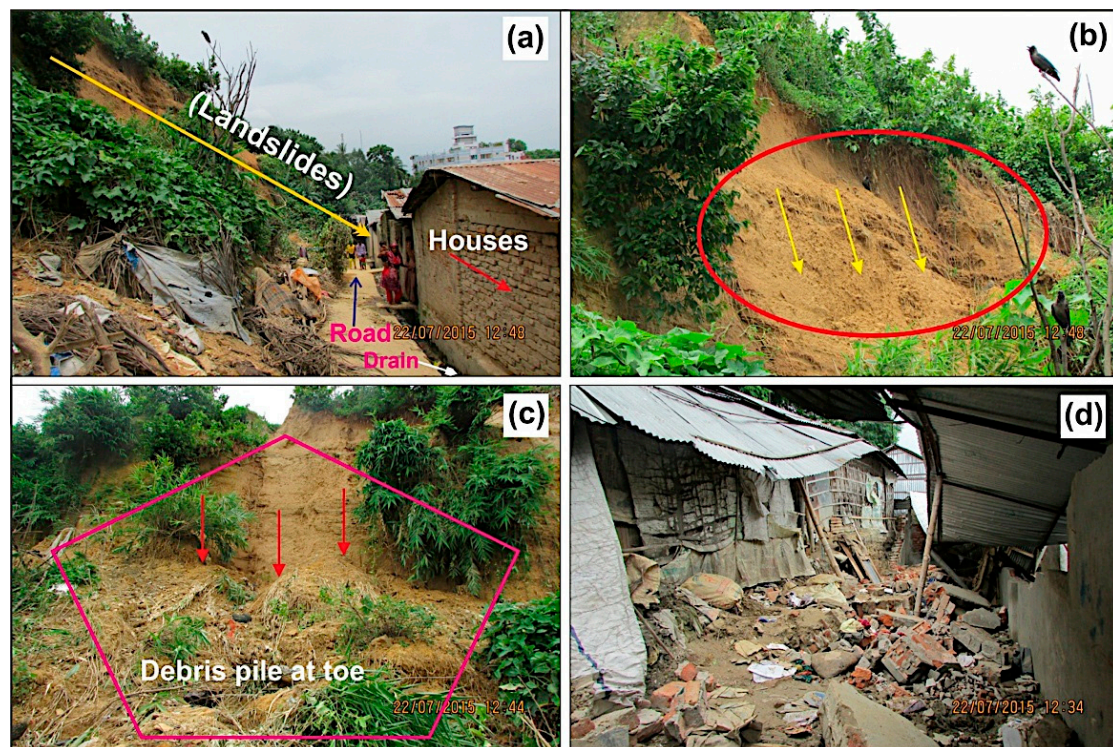 (a)
(Landslides)
Houses
Road
22/07/2015 12:48
Drain
(b)
22/07/2015 12:48
(c)
Debris pile at toe
22/07/2015 12:44
(d)
22/07/2015 12:34